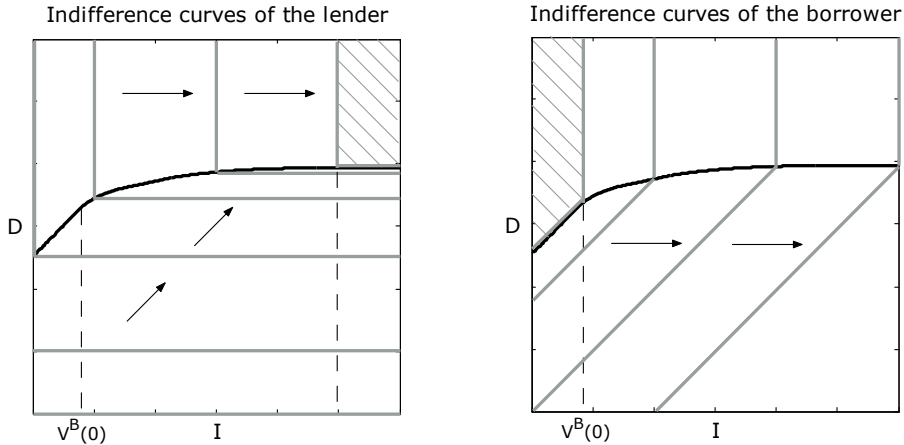 Indifference curves of the lender
D
V^B(0)
I
Indifference curves of the borrower
D
V^B(0)
I